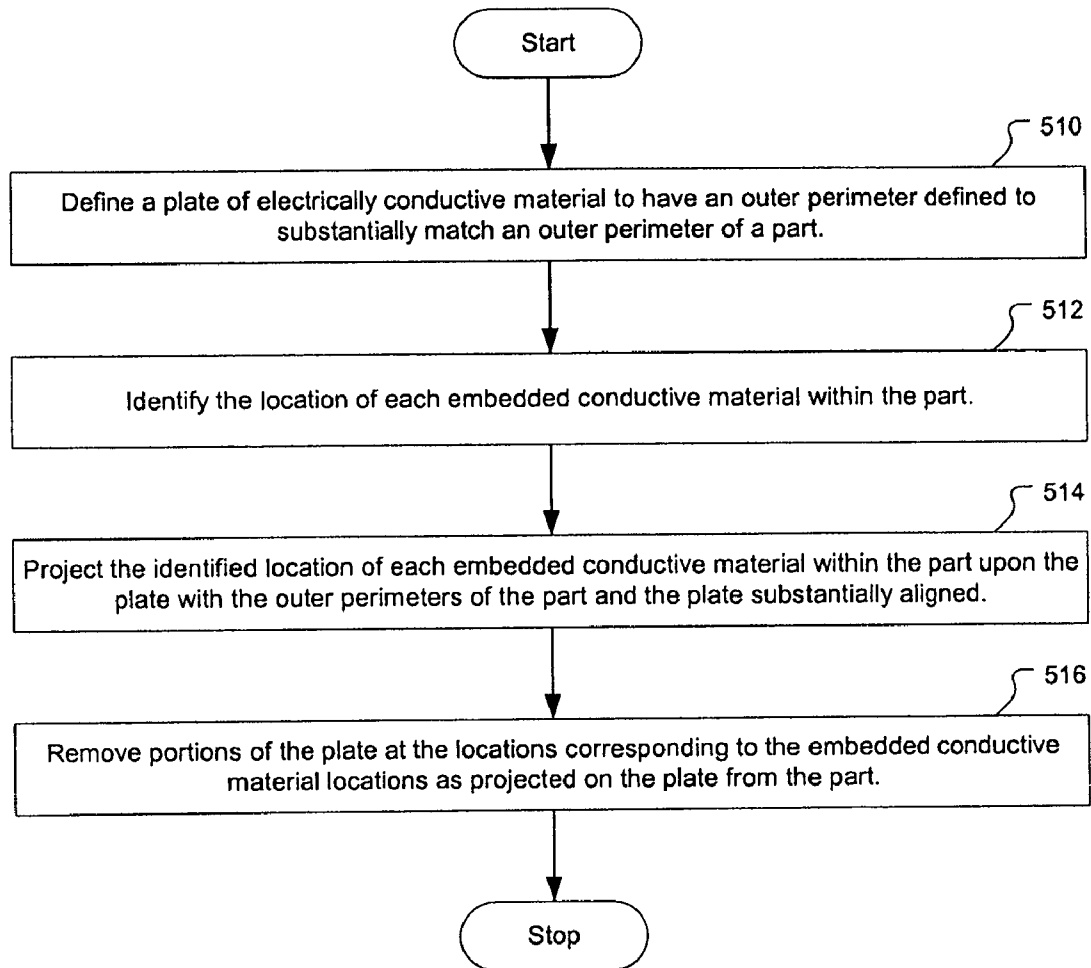 Start
510
Define a plate of electrically conductive material to have an outer perimeter defined to
substantially match an outer perimeter of a part.
512
Identify the location of each embedded conductive material within the part.
514
Project the identified location of each embedded conductive material within the part upon the
plate with the outer perimeters of the part and the plate substantially aligned.
516
Remove portions of the plate at the locations corresponding to the embedded conductive
material locations as projected on the plate from the part.
Stop